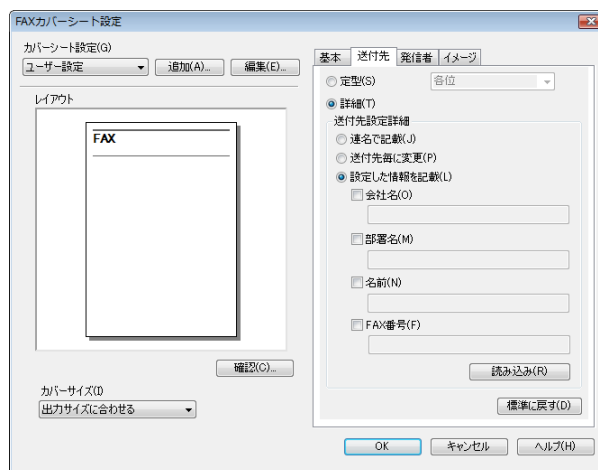 FAXカバーシート設定
カバーシート設定(G)
ユーザー設定
追加(A)...
編集(E)...
レイアウト
FAX
確認(C)...
カバーサイズ(I)
出力サイズに合わせる
基本 送付先 発信者 イメージ
定型(S) 各位
詳細(T)
送付先設定詳細
連名で記載(J)
送付先毎に変更(P)
設定した情報を記載(L)
会社名(O)
部署名(M)
名前(N)
FAX番号(F)
読み込み(R)
標準に戻す(D)
OK キャンセル ヘルプ(H)